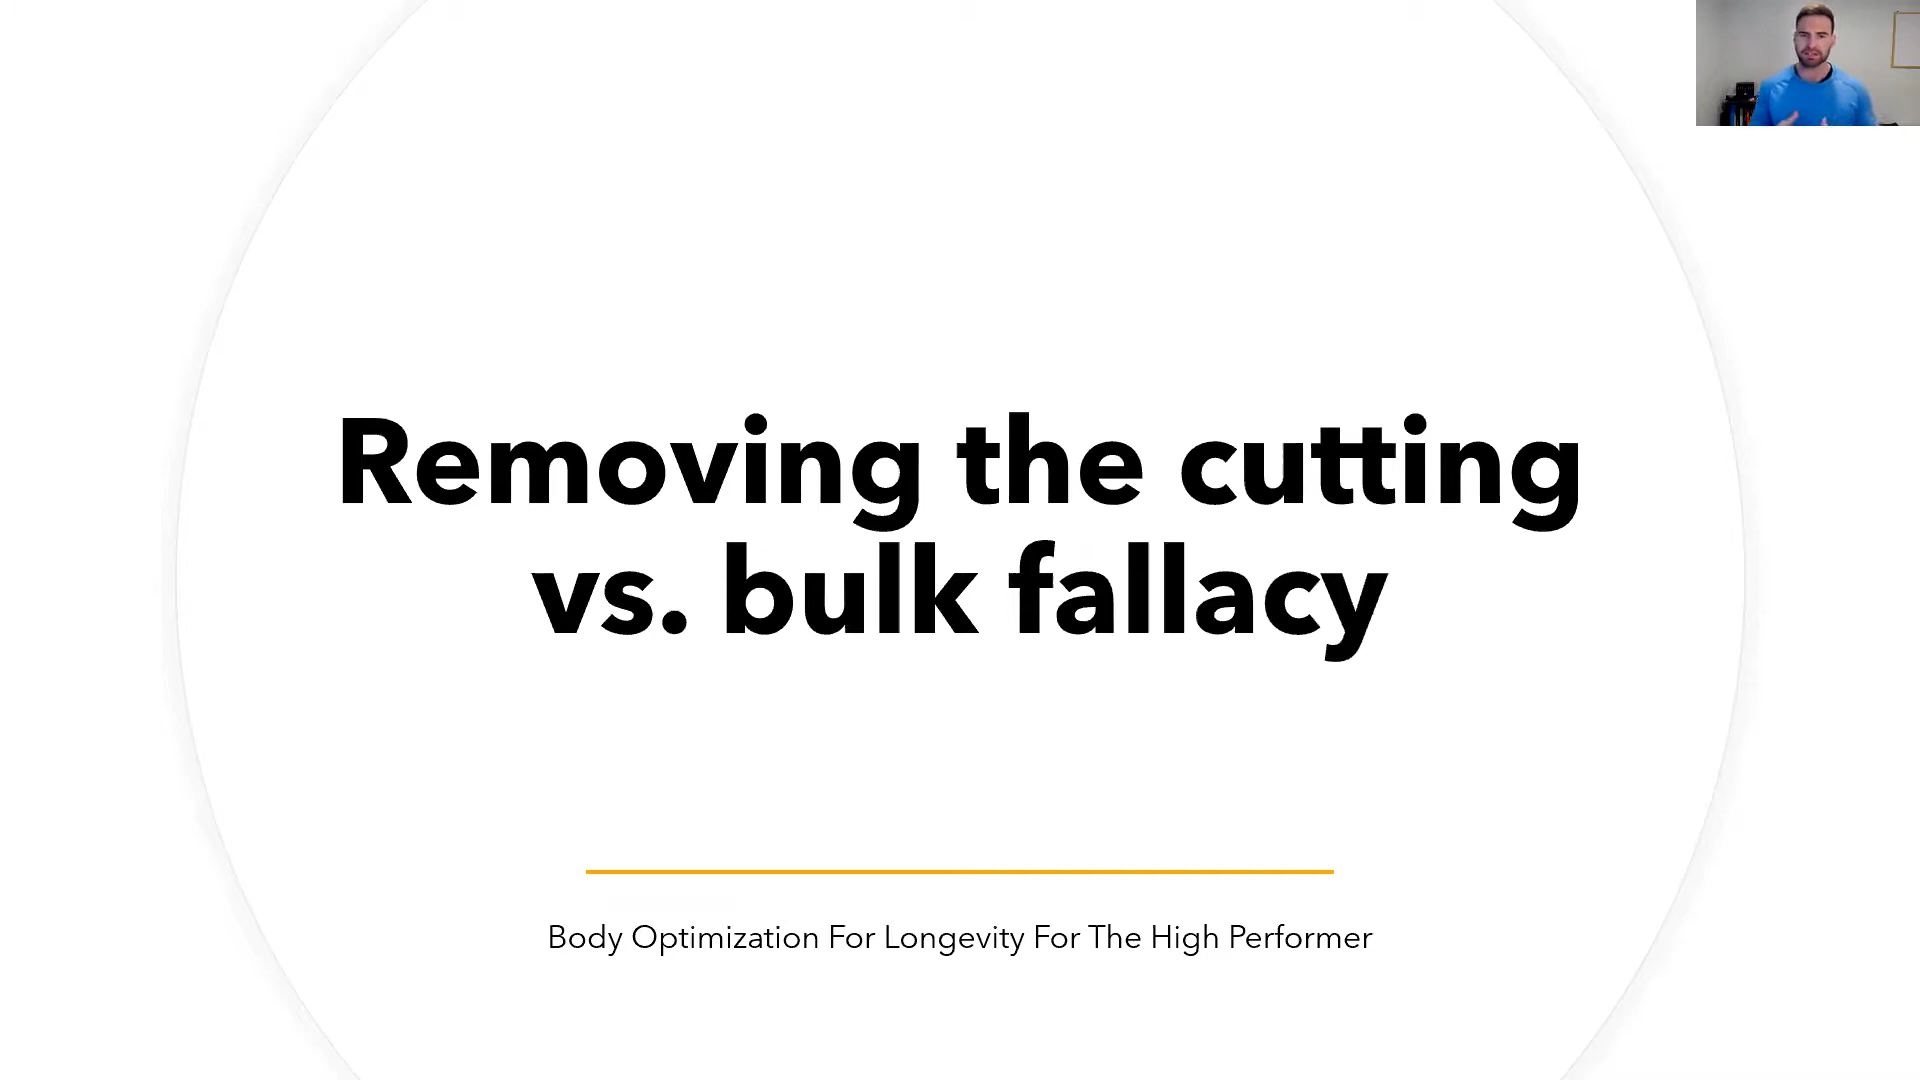 Removing the cutting
vs. bulk fallacy
Body Optimization For Longevity For The High Performer